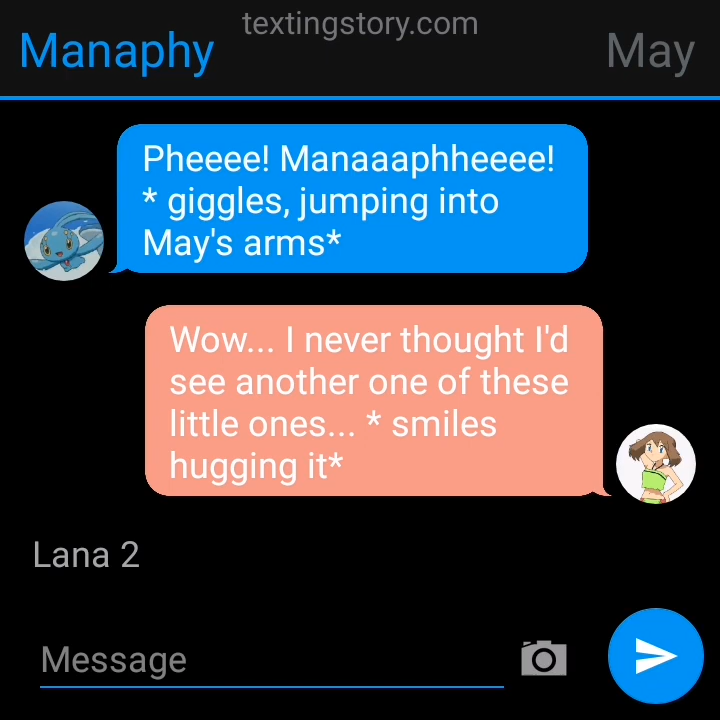 textingstory.com
Manaphy
May
Pheeee! Manaaaphheeee!
* giggles, jumping into
May's arms*
Wow... I never thought I'd
see another one of these
little ones... * smiles
hugging it*
Lana 2
Message